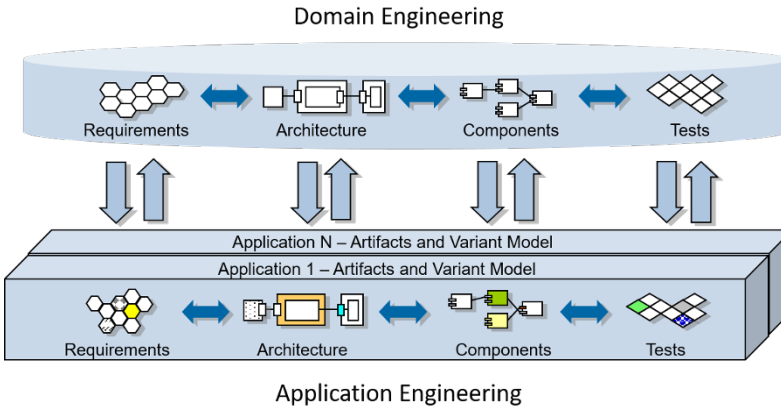 Domain Engineering
Requirements
Architecture
Components
Tests
Application N – Artifacts and Variant Model
Application 1 – Artifacts and Variant Model
Requirements
Architecture
Components
Tests
Application Engineering